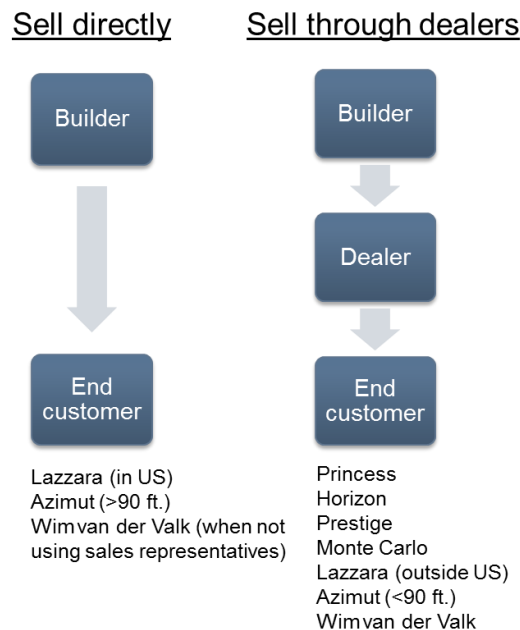 Sell directly
Builder
End
customer
Lazzara (in US)
Azimut (>90 ft.)
Wim van der Valk (when not
using sales representatives)
Sell through dealers
Builder
Dealer
End
customer
Princess
Horizon
Prestige
Monte Carlo
Lazzara (outside US)
Azimut (<90 ft.)
Wim van der Valk